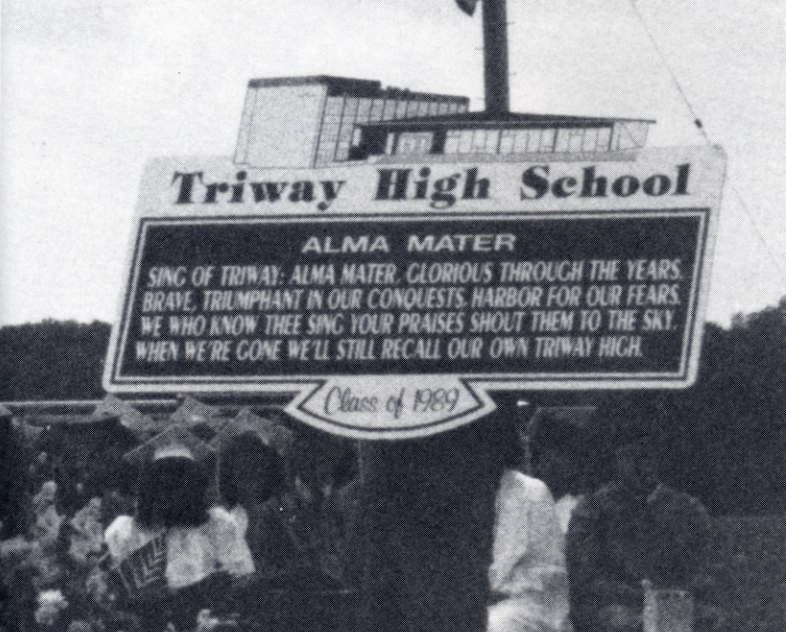 Triway High School
ALMA MATER
SING OF TRIWAY: ALMA MATER, GLORIOUS THROUGH THE YEARS.
BRAVE, TRIUMPHANT IN OUR CONQUESTS, HARBOR FOR OUR FEARS.
WE WHO KNOW THEE SING YOUR PRAISES SHOUT THEM TO THE SKY.
WHEN WE'RE GONE WE'LL STILL RECALL OUR OWN TRIWAY HIGH.
Class of 1989